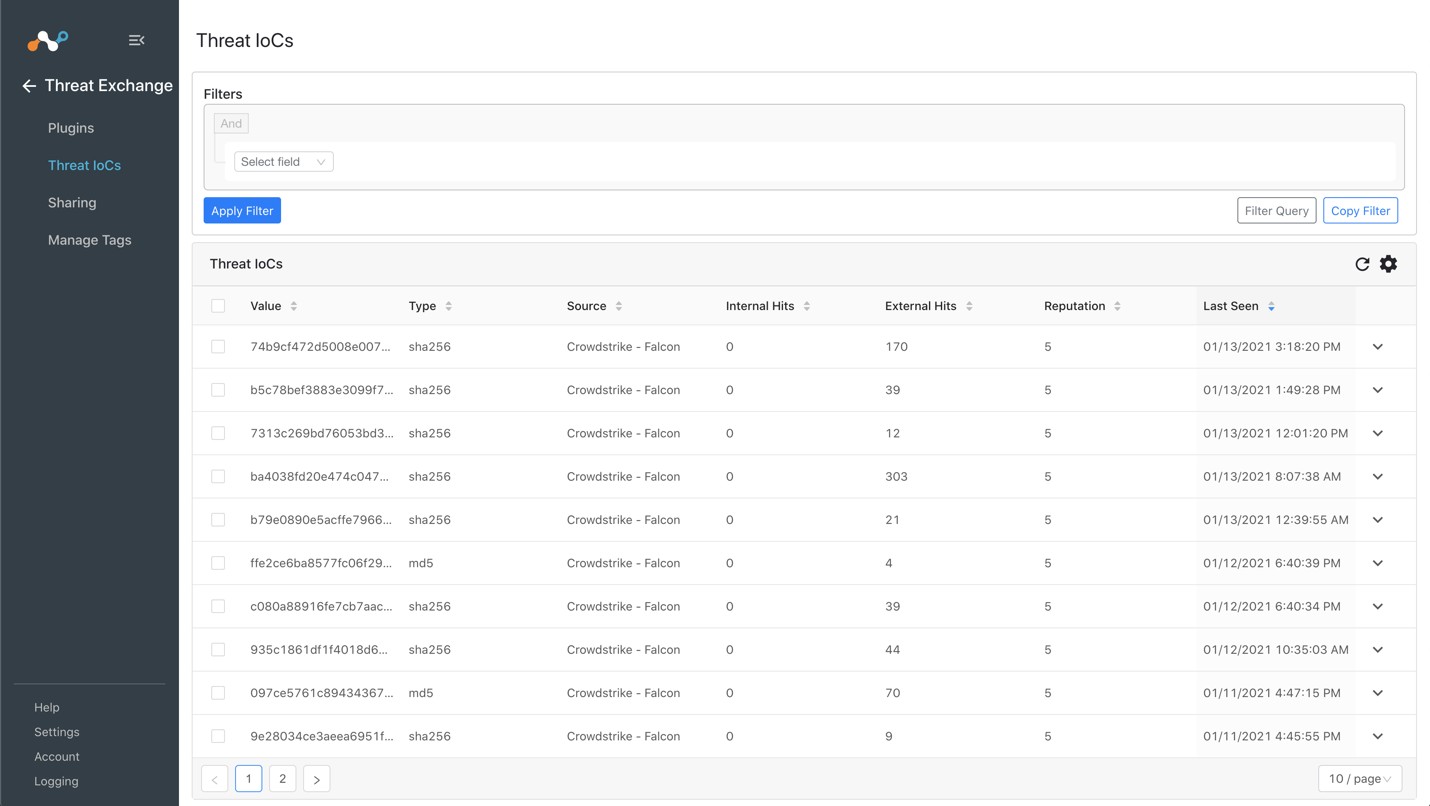 Threat Exchange
Plugins
Threat IoCs
Sharing
Manage Tags
Help
Settings
Account
Logging
Threat IoCs
Filters
And
Select field
Apply Filter Filter Query Copy Filter
Threat IoCs
Value Type Source Internal Hits External Hits Reputation Last Seen
74b9cf472d5008e007... sha256 Crowdstrike - Falcon 0 170 5 01/13/2021 3:18:20 PM
b5c78bef3883e3099f7... sha256 Crowdstrike - Falcon 0 39 5 01/13/2021 1:49:28 PM
7313c269bd76053bd3... sha256 Crowdstrike - Falcon 0 12 5 01/13/2021 12:01:20 PM
ba4038fd20e474c047... sha256 Crowdstrike - Falcon 0 303 5 01/13/2021 8:07:38 AM
b79e0890e5acffe7966... sha256 Crowdstrike - Falcon 0 21 5 01/13/2021 12:39:55 AM
ffe2ce6ba8577fc06f29... md5 Crowdstrike - Falcon 0 4 5 01/12/2021 6:40:39 PM
c080a88916fe7cb7aac... sha256 Crowdstrike - Falcon 0 39 5 01/12/2021 6:40:34 PM
935c1861df1f4018d6... sha256 Crowdstrike - Falcon 0 44 5 01/12/2021 10:35:03 AM
097ce5761c89434367... md5 Crowdstrike - Falcon 0 70 5 01/11/2021 4:47:15 PM
9e28034ce3aeea6951f... sha256 Crowdstrike - Falcon 0 9 5 01/11/2021 4:45:55 PM
< 1 2 > 10 / page